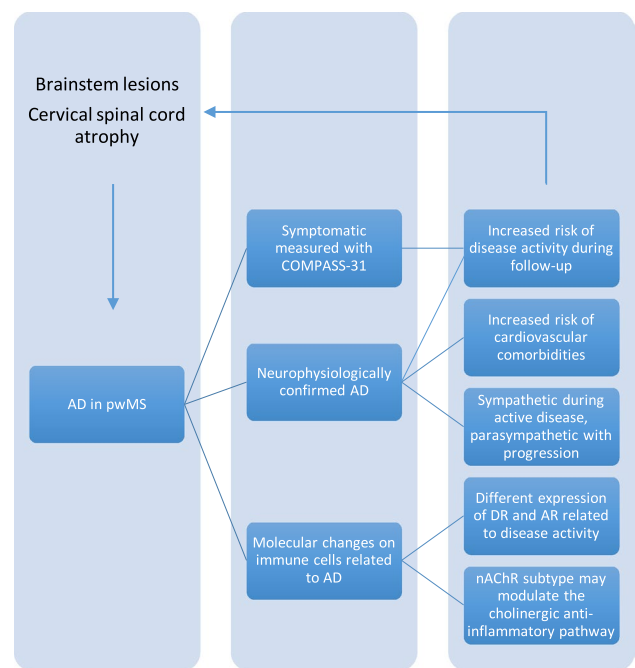 Brainstem lesions
Cervical spinal cord
atrophy
AD in pwMS
Symptomatic
measured with
COMPASS-31
Neurophysiologically
confirmed AD
Molecular changes on
immune cells related
to AD
Increased risk of
disease activity during
follow-up
Increased risk of
cardiovascular
comorbidities
Sympathetic during
active disease,
parasympathetic with
progression
Different expression
of DR and AR related
to disease activity
nAChR subtype may
modulate the
cholinergic anti-
inflammatory pathway